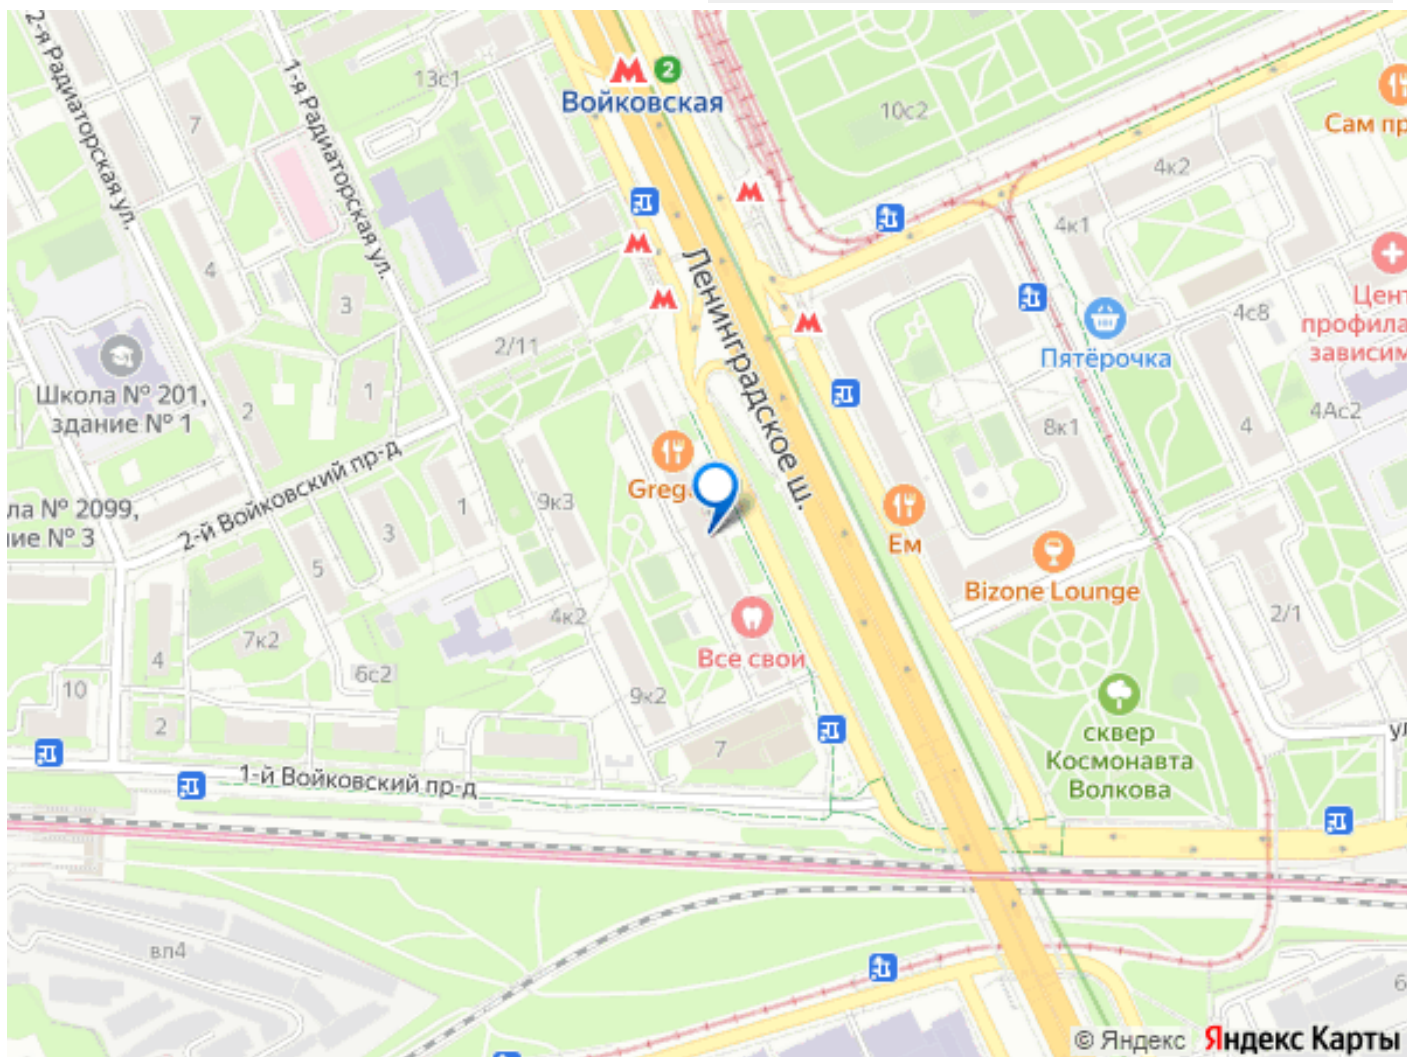 2-я Радиаторская ул.
1-я Радиаторская ул.
13с1
7
2
Войковская
10с2
Сам пр
4к2
4к1
4
3
2/11
1
2
Школа № 201,
здание № 1
Ленинградское ш.
4с8
Цент
профила
зависим
Пятёрочка
4Ас2
8к1
4
ла № 2099,
ие № 3
2-й Войковский пр-д
1
3
5
9к3
Ем
Bizone Lounge
2/1
7к2
4
6с2
4к2
10
2
9к2
Все свои
7
сквер
Космонавта
Волкова
1-й Войковский пр-д
вл4
6
© Яндекс Яндекс Карты